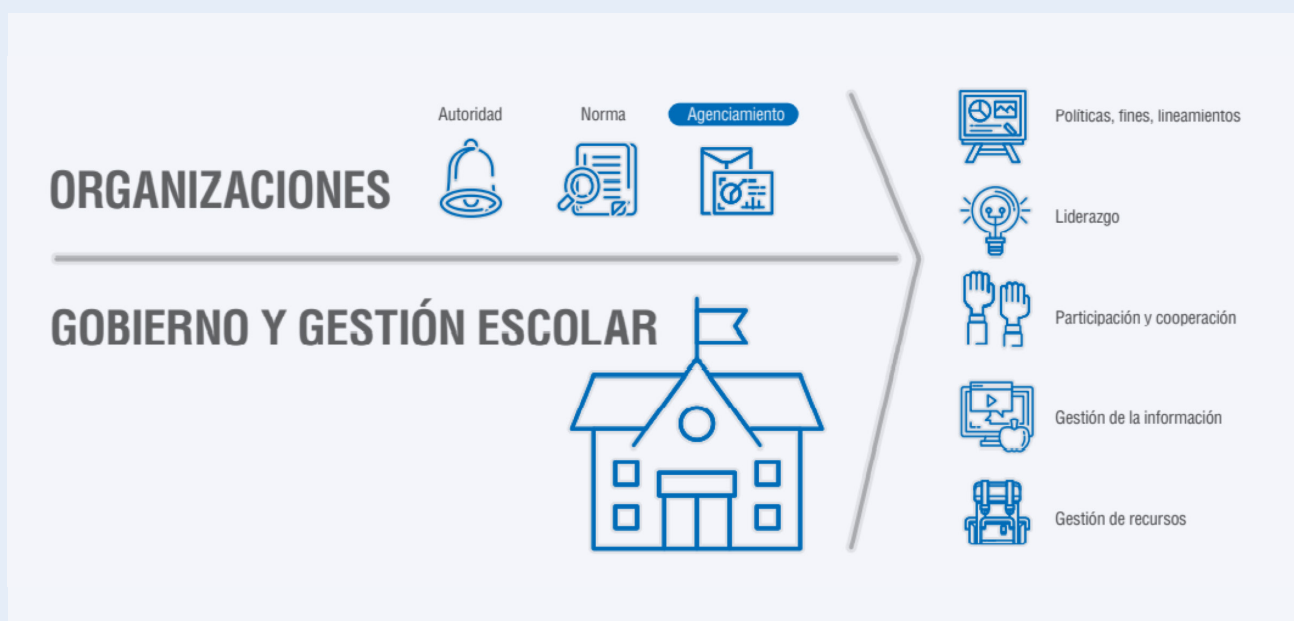 Autoridad
Norma
Agenciamiento
ORGANIZACIONES
GOBIERNO Y GESTIÓN ESCOLAR
Políticas, fines, lineamientos
Liderazgo
Participación y cooperación
Gestión de la información
Gestión de recursos